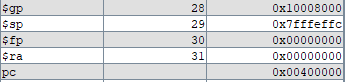 $gp 28 0x10008000
$sp 29 0x7fffeffc
$fp 30 0x00000000
$ra 31 0x00000000
pc 0x00400000